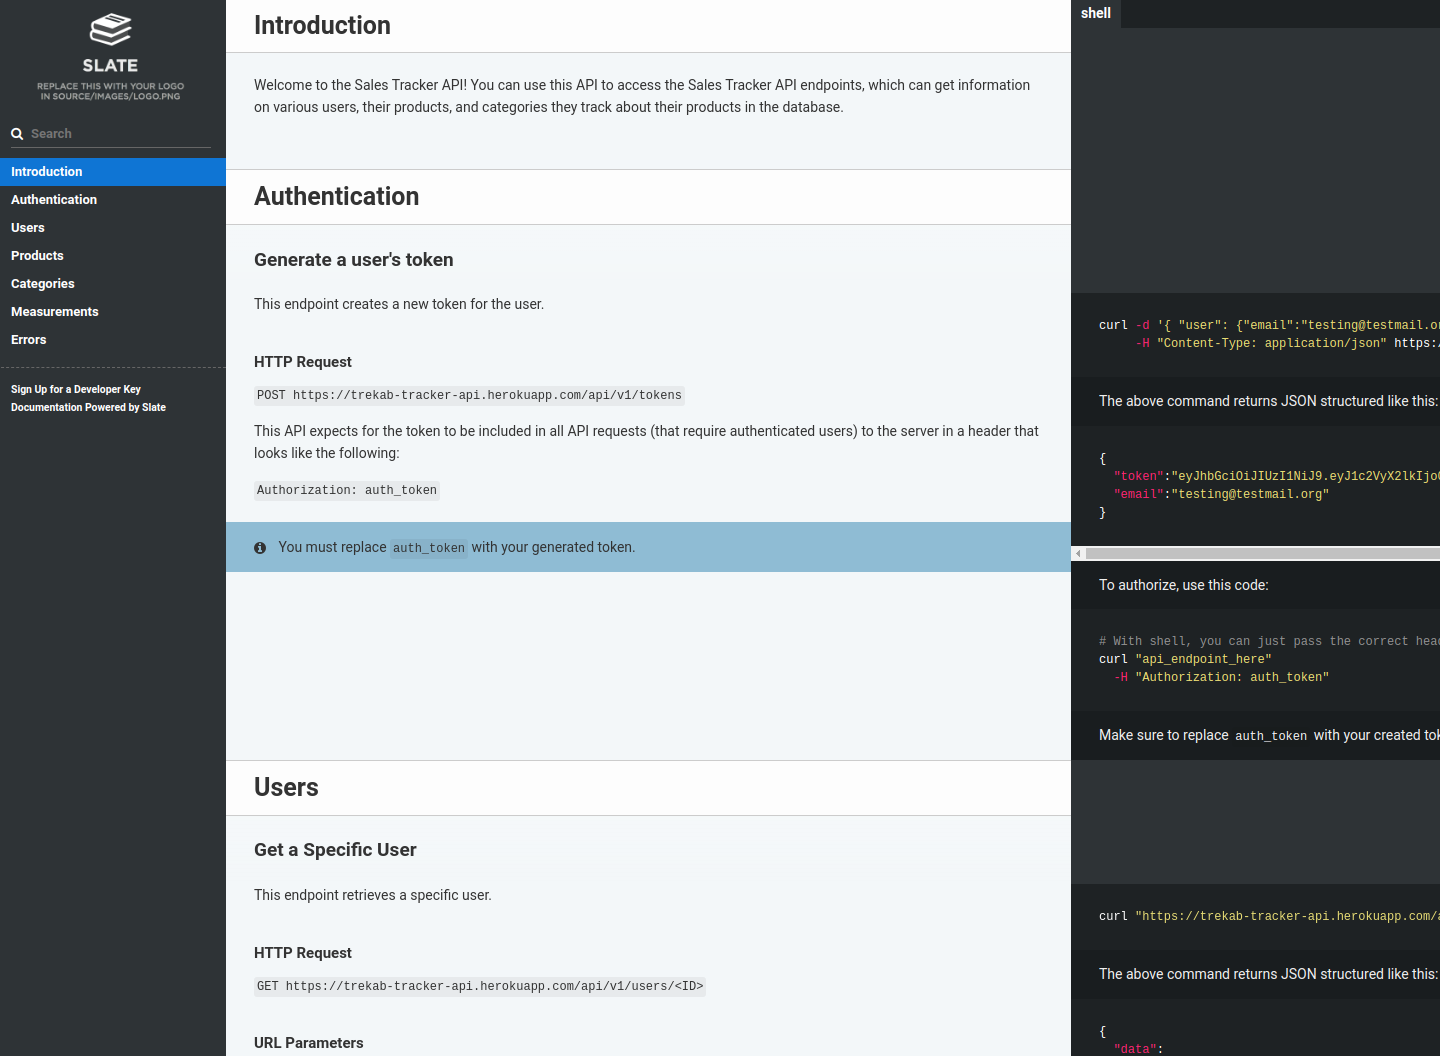 SLATE
REPLACE THIS WITH YOUR LOGO
IN SOURCE/IMAGES/LOGO.PNG
Search
Introduction
Authentication
Users
Products
Categories
Measurements
Errors
Sign Up for a Developer Key
Documentation Powered by Slate
Introduction
Welcome to the Sales Tracker API! You can use this API to access the Sales Tracker API endpoints, which can get information
on various users, their products, and categories they track about their products in the database.
Authentication
Generate a user's token
This endpoint creates a new token for the user.
HTTP Request
POST https://trekab-tracker-api.herokuapp.com/api/v1/tokens
This API expects for the token to be included in all API requests (that require authenticated users) to the server in a header that
looks like the following:
Authorization: auth_token
You must replace auth_token with your generated token.
Users
Get a Specific User
This endpoint retrieves a specific user.
HTTP Request
GET https://trekab-tracker-api.herokuapp.com/api/v1/users/<ID>
URL Parameters
shell
curl -d '{ "user": {"email":"testing@testmail.or
-H "Content-Type: application/json" https:/
The above command returns JSON structured like this:
{
"token":"eyJhbGciOiJIUzI1NiJ9.eyJ1c2VyX2lkIjo
"email":"testing@testmail.org"
}
To authorize, use this code:
# With shell, you can just pass the correct head
curl "api_endpoint_here"
-H "Authorization: auth_token"
Make sure to replace auth_token with your created tok
curl "https://trekab-tracker-api.herokuapp.com/a
The above command returns JSON structured like this:
{
"data":